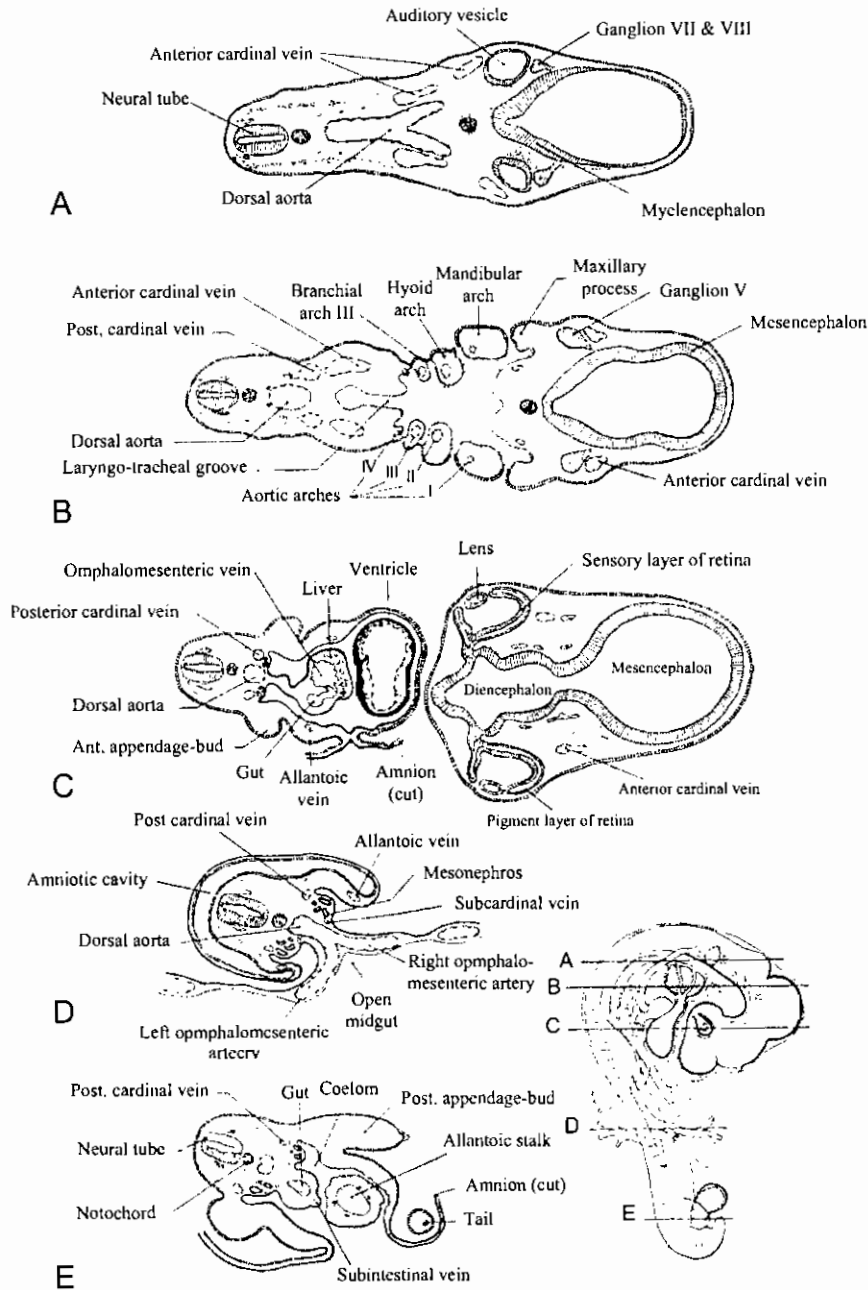 Auditory vesicle
Ganglion VII & VIII
Anterior cardinal vein
Neural tube
Dorsal aorta
Myclencephalon
A
Anterior cardinal vein
Post. cardinal vein
Branchial
arch III
Hyoid
arch
Mandibular
arch
Maxillary
process
Ganglion V
Mesencephalon
Dorsal aorta
Laryngo-tracheal groove
Aortic arches
IV
III
II
I
Anterior cardinal vein
B
Omphalomesenteric vein
Posterior cardinal vein
Liver
Ventricle
Lens
Sensory layer of retina
Mesencephalon
Diencephalon
Dorsal aorta
Ant. appendage-bud
Gut
Allantoic
vein
Amnion
(cut)
Anterior cardinal vein
Pigment layer of retina
C
Post cardinal vein
Allantoic vein
Amniotic cavity
Mesonephros
Subcardinal vein
Dorsal aorta
Right opmphalo-
mesenteric artery
Open
midgut
Left opmphalomesenteric
artecry
D
Post. cardinal vein
Gut
Coelom
Post. appendage-bud
Neural tube
Allantoic stalk
Amnion (cut)
Notochord
Tail
Subintestinal vein
E
A
B
C
D
E